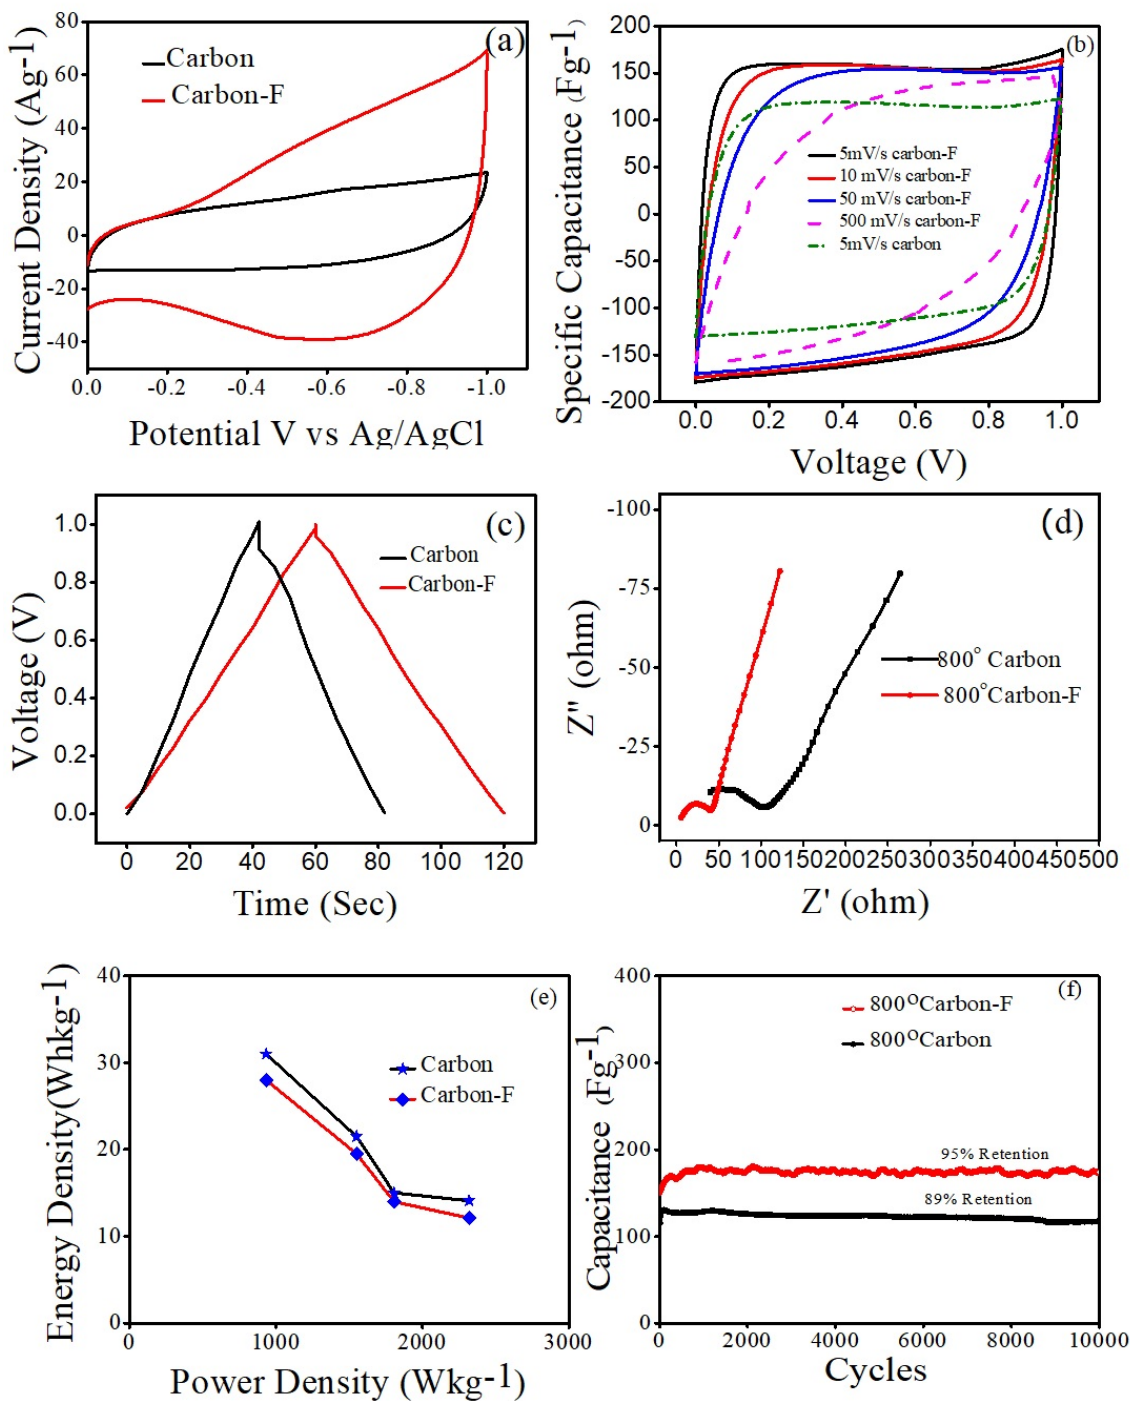 (a)
Carbon
Carbon-F
Current Density (Ag-1)
80
60
40
20
0
-20
-40
0.0 -0.2 -0.4 -0.6 -0.8 -1.0
Potential V vs Ag/AgCl
(b)
Specific Capacitance (Fg-1)
200
150
100
50
0
-50
-100
-150
-200
5mV/s carbon-F
10 mV/s carbon-F
50 mV/s carbon-F
500 mV/s carbon-F
5mV/s carbon
0.0 0.2 0.4 0.6 0.8 1.0
Voltage (V)
(c)
Carbon
Carbon-F
Voltage (V)
1.0
0.8
0.6
0.4
0.2
0.0
0 20 40 60 80 100 120
Time (Sec)
(d)
Z" (ohm)
-100
-75
-50
-25
0
800° Carbon
800°Carbon-F
0 50 100 150 200 250 300 350 400 450 500
Z' (ohm)
(e)
Carbon
Carbon-F
Energy Density(Whkg-1)
40
30
20
10
0
0 1000 2000 3000
Power Density (Wkg-1)
(f)
800OCarbon-F
800OCarbon
Capacitance (Fg-1)
400
300
200
100
0
95% Retention
89% Retention
0 2000 4000 6000 8000 10000
Cycles